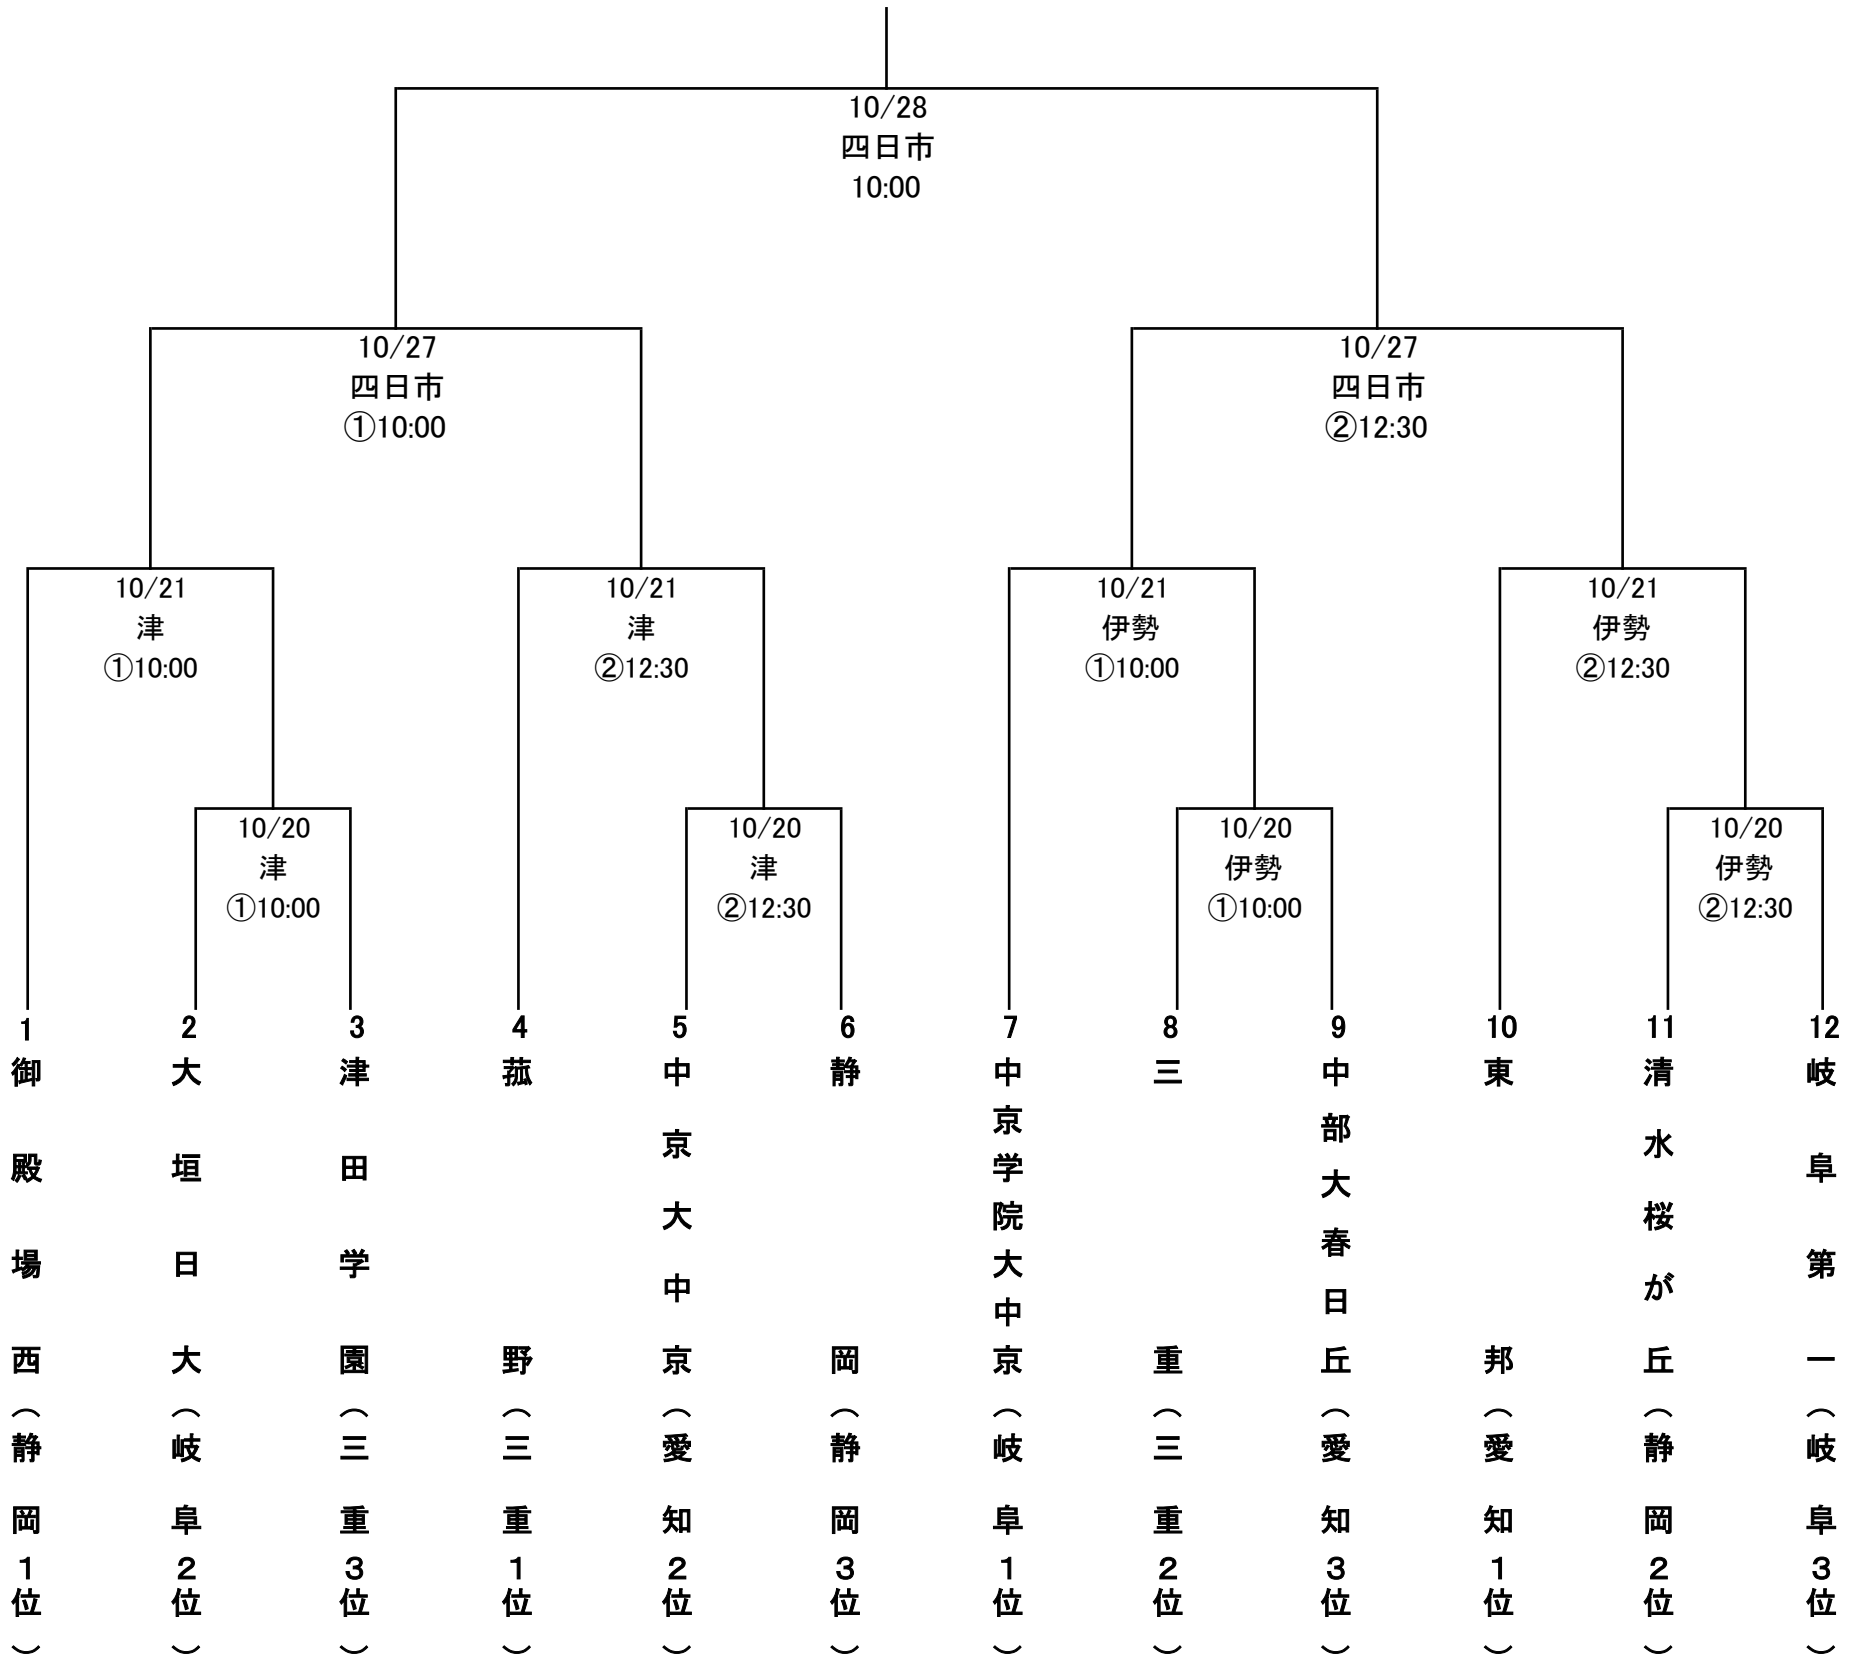 10/28
四日市
10:00
10/27
四日市
①10:00
10/27
四日市
②12:30
10/21
津
①10:00
10/21
津
②12:30
10/21
伊勢
①10:00
10/21
伊勢
②12:30
10/20
津
①10:00
10/20
津
②12:30
10/20
伊勢
①10:00
10/20
伊勢
②12:30
1
御殿場西（静岡1位）
2
大垣日大（岐阜2位）
3
津田学園（三重3位）
4
菰野（三重1位）
5
中京大中京（愛知2位）
6
静岡（静岡3位）
7
中京学院大中京（岐阜1位）
8
三重（三重2位）
9
中部大春日丘（愛知3位）
10
東邦（愛知1位）
11
清水桜が丘（静岡2位）
12
岐阜第一（岐阜3位）